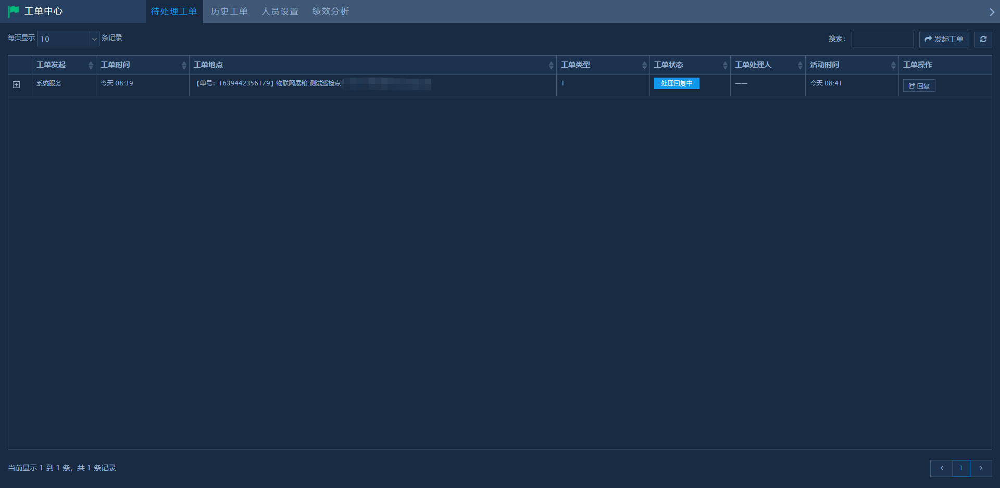 工单中心
待处理工单 历史工单 人员设置 绩效分析
每页显示 10 条记录
搜索: 发起工单
工单发起 工单时间 工单地点 工单类型 工单状态 工单处理人 活动时间 工单操作
系统服务 今天 08:39 【单号：1639442356179】物联网展箱.测试巡检点 1 处理回复中 —— 今天 08:41 回复
当前显示 1 到 1 条，共 1 条记录
1